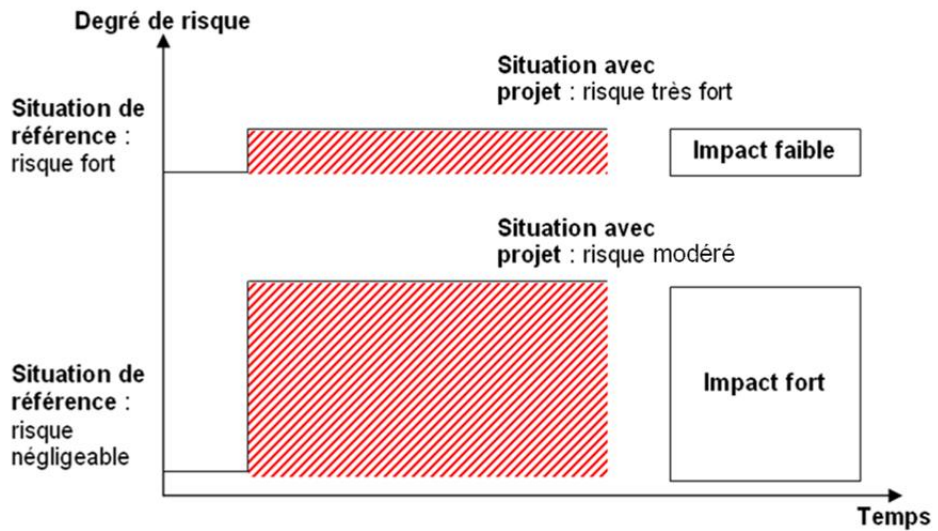 Degré de risque
Situation avec
projet : risque très fort
Situation de
référence :
risque fort
Impact faible
Situation avec
projet : risque modéré
Situation de
référence :
risque
négligeable
Impact fort
Temps